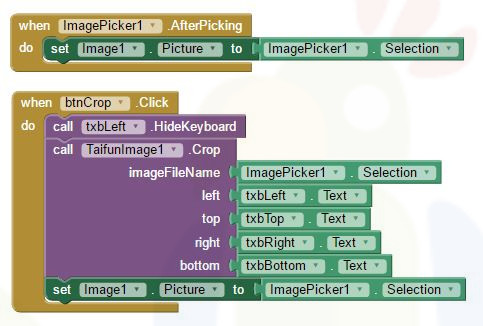 when ImagePicker1 .AfterPicking
do set Image1 . Picture to ImagePicker1 . Selection
when btnCrop .Click
do call txbLeft .HideKeyboard
call TaifunImage1 .Crop
imageFileName ImagePicker1 . Selection
left txbLeft . Text
top txbTop . Text
right txbRight . Text
bottom txbBottom . Text
set Image1 . Picture to ImagePicker1 . Selection